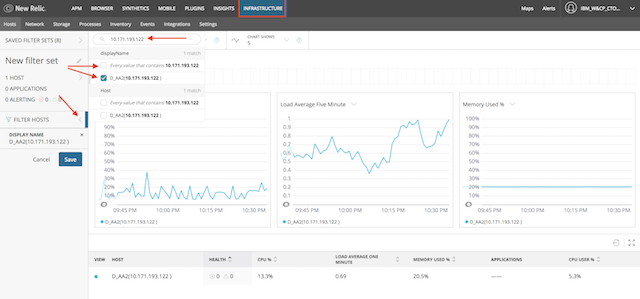 New Relic. APM BROWSER SYNTHETICS MOBILE PLUGINS INSIGHTS INFRASTRUCTURE Maps Alerts IBM_W&CP_CTO...
Hosts Network Storage Processes Inventory Events Integrations Settings
SAVED FILTER SETS (8)
10.171.193.122
CHART SHOWS
5
New filter set
displayName 1 match
Every value that contains 10.171.193.122
D_AA2(10.171.193.122 )
Host 1 match
Every value that contains 10.171.193.122
D_AA2(10.171.193.122 )
1 HOST
0 APPLICATIONS
0 ALERTING 0 0
FILTER HOSTS
DISPLAY NAME
D_AA2(10.171.193.122 )
Cancel Save
100%
90%
80%
70%
60%
50%
40%
30%
20%
10%
09:45 PM 10:00 PM 10:15 PM 10:30 PM
D_AA2(10.171.193.122 )
Load Average Five Minute
1
0.9
0.8
0.7
0.6
0.5
0.4
0.3
0.2
0.1
09:45 PM 10:00 PM 10:15 PM 10:30 PM
D_AA2(10.171.193.122 )
Memory Used %
100%
90%
80%
70%
60%
50%
40%
30%
20%
10%
09:45 PM 10:00 PM 10:15 PM 10:30 PM
D_AA2(10.171.193.122 )
VIEW HOST HEALTH CPU % LOAD AVERAGE ONE MINUTE MEMORY USED % APPLICATIONS CPU USER %
D_AA2(10.171.193.122 ) 0 0 13.3% 0.69 20.5% —— 5.3%